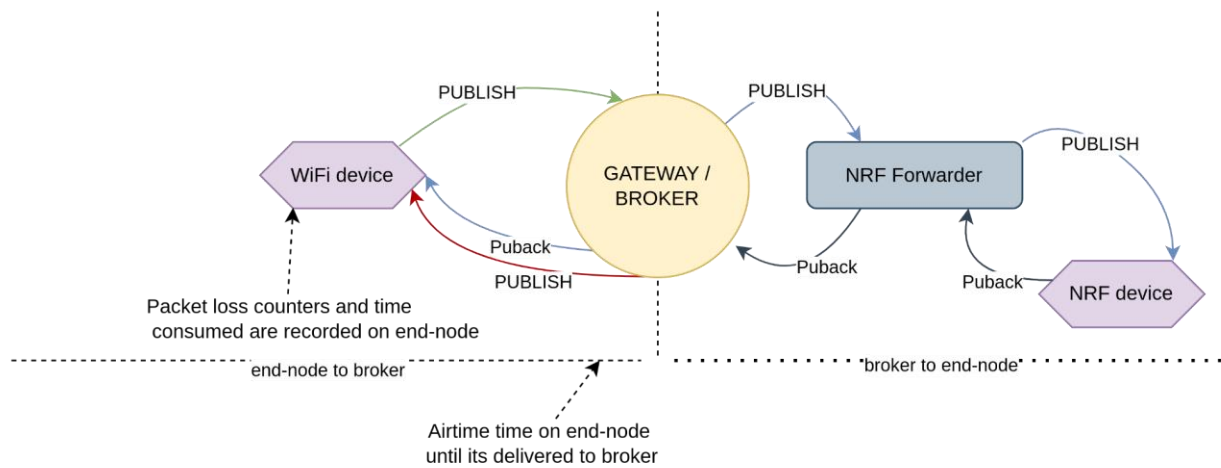 PUBLISH
PUBLISH
PUBLISH
WiFi device
GATEWAY /
BROKER
NRF Forwarder
Puback
PUBLISH
Puback
Puback
NRF device
Packet loss counters and time
consumed are recorded on end-node
end-node to broker
broker to end-node
Airtime time on end-node
until its delivered to broker